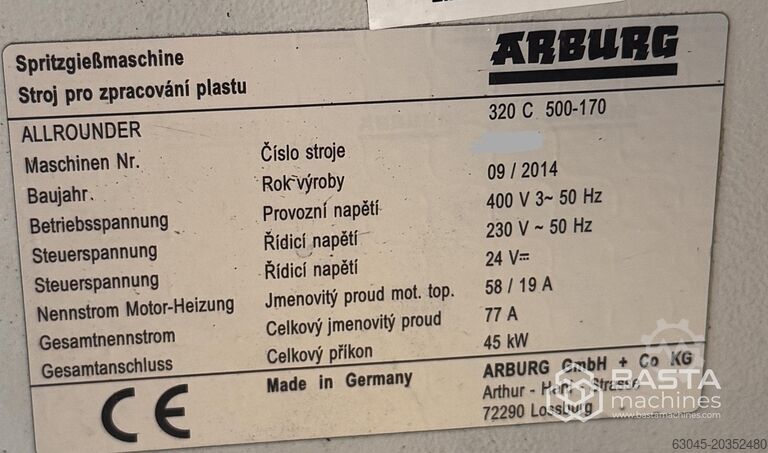 Spritzgießmaschine
Stroj pro zpracování plastu
ARBURG
ALLROUNDER 320 C 500-170
Maschinen Nr. Číslo stroje
Baujahr. Rok výroby 09 / 2014
Betriebsspannung Provozní napětí 400 V 3~ 50 Hz
Steuerspannung Řídicí napětí 230 V ~ 50 Hz
Steuerspannung Řídicí napětí 24 V⎓
Nennstrom Motor-Heizung Jmenovitý proud mot. top. 58 / 19 A
Gesamtnennstrom Celkový jmenovitý proud 77 A
Gesamtanschluss Celkový příkon 45 kW
CE
Made in Germany
ARBURG GmbH + Co KG
Arthur - Hehl - Strasse
72290 Lossburg
BASTA
machines
www.bastamachines.com
63045-20352480